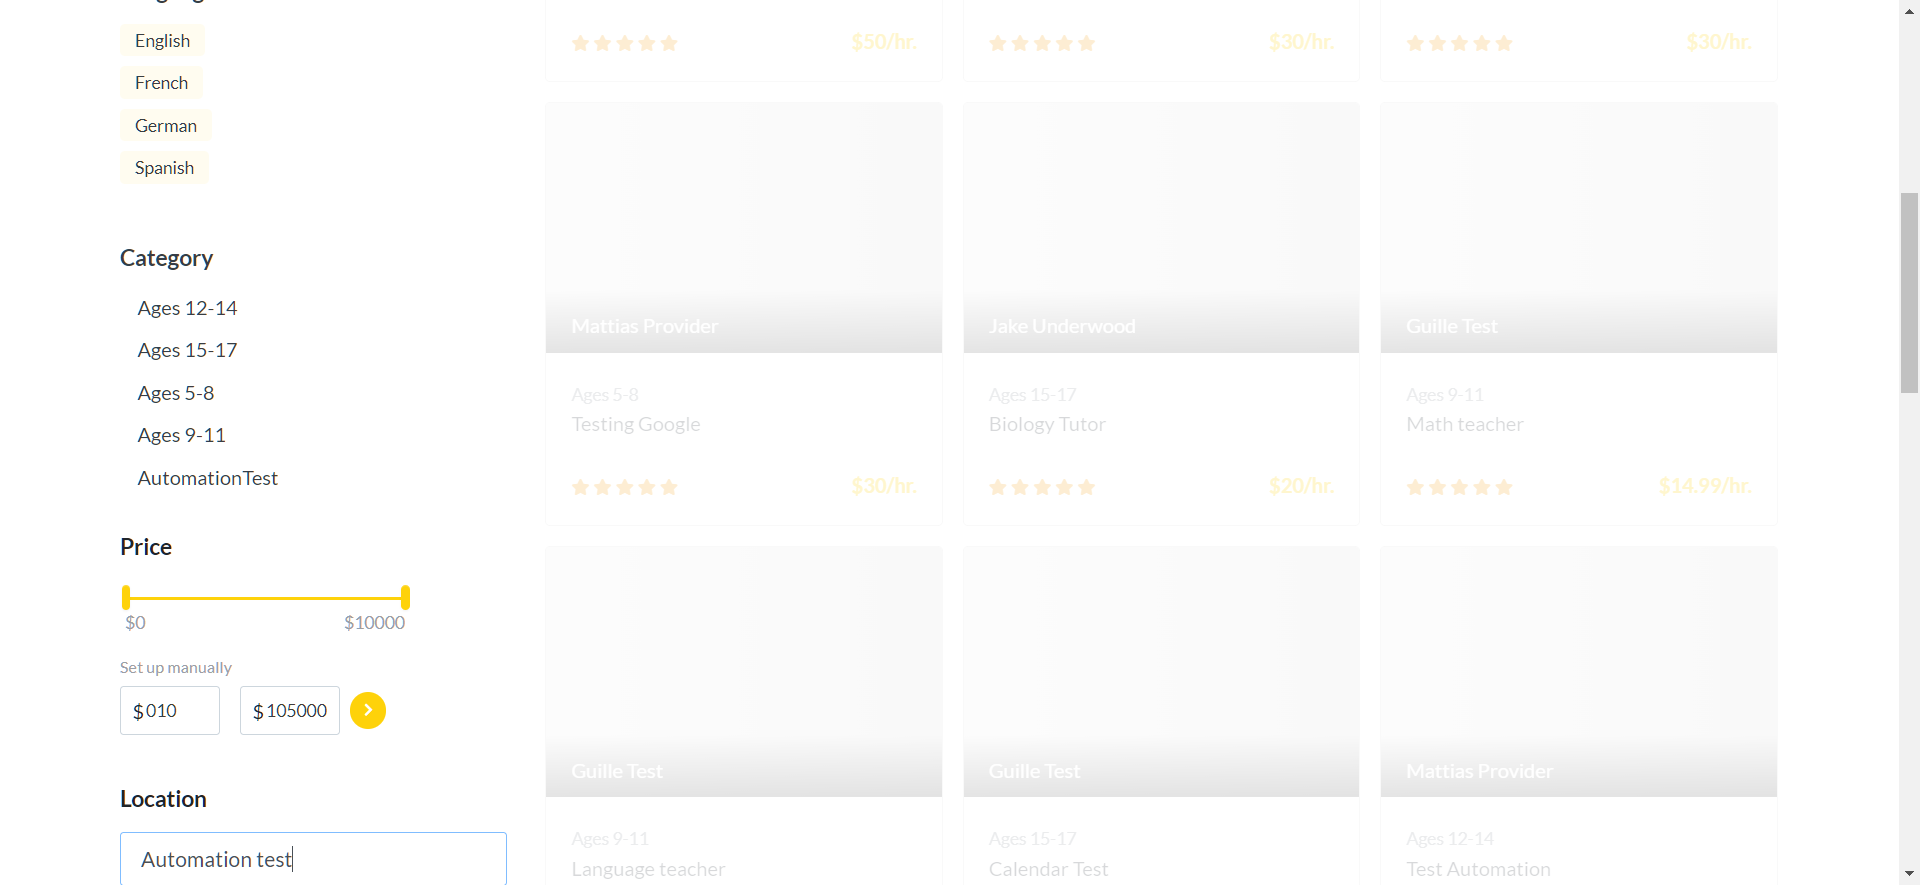 English
French
German
Spanish
Category
Ages 12-14
Ages 15-17
Ages 5-8
Ages 9-11
AutomationTest
Price
$0 $10000
Set up manually
$ 010 $ 105000
Location
Automation test
$50/hr. $30/hr. $30/hr.
Mattias Provider Jake Underwood Guille Test
Ages 5-8 Ages 15-17 Ages 9-11
Testing Google Biology Tutor Math teacher
$30/hr. $20/hr. $14.99/hr.
Guille Test Guille Test Mattias Provider
Ages 9-11 Ages 15-17 Ages 12-14
Language teacher Calendar Test Test Automation